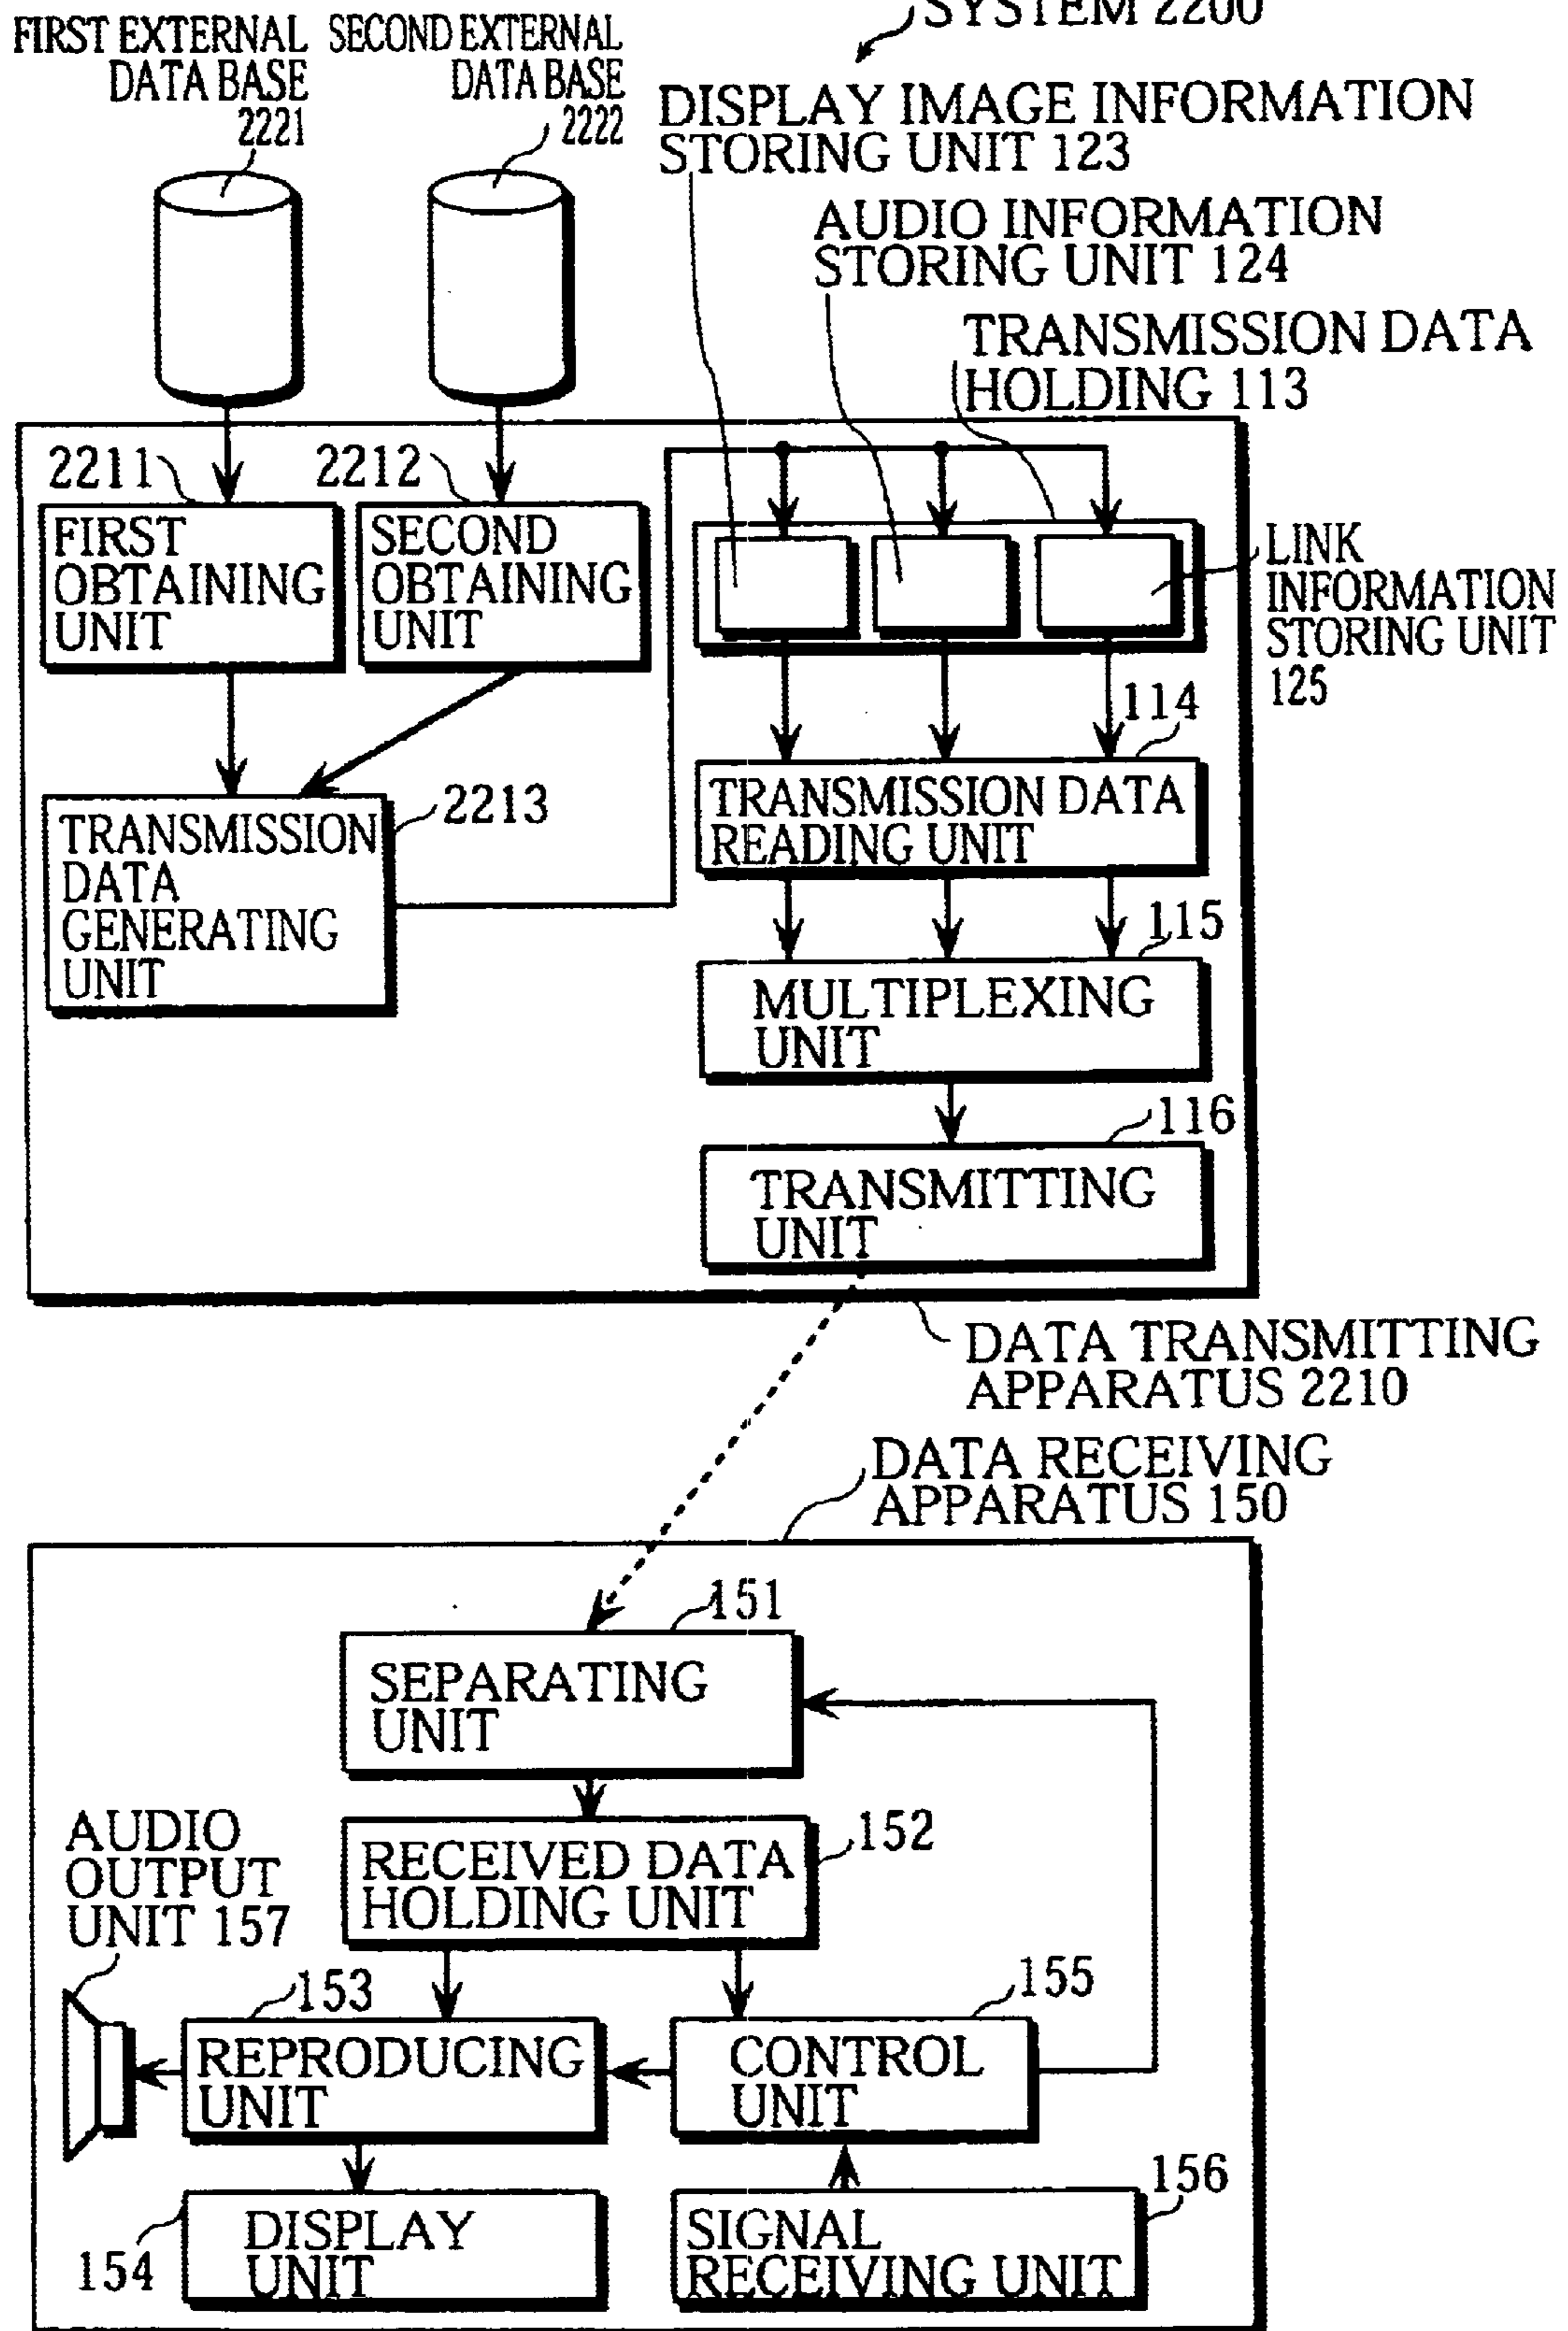 SYSTEM 2200
FIRST EXTERNAL
DATA BASE
2221
SECOND EXTERNAL
DATA BASE
2222
DISPLAY IMAGE INFORMATION
STORING UNIT 123
AUDIO INFORMATION
STORING UNIT 124
TRANSMISSION DATA
HOLDING 113
2211
FIRST
OBTAINING
UNIT
2212
SECOND
OBTAINING
UNIT
LINK
INFORMATION
STORING UNIT
125
114
TRANSMISSION DATA
READING UNIT
2213
TRANSMISSION
DATA
GENERATING
UNIT
115
MULTIPLEXING
UNIT
116
TRANSMITTING
UNIT
DATA TRANSMITTING
APPARATUS 2210
DATA RECEIVING
APPARATUS 150
151
SEPARATING
UNIT
AUDIO
OUTPUT
UNIT 157
152
RECEIVED DATA
HOLDING UNIT
153
REPRODUCING
UNIT
155
CONTROL
UNIT
154
DISPLAY
UNIT
156
SIGNAL
RECEIVING UNIT